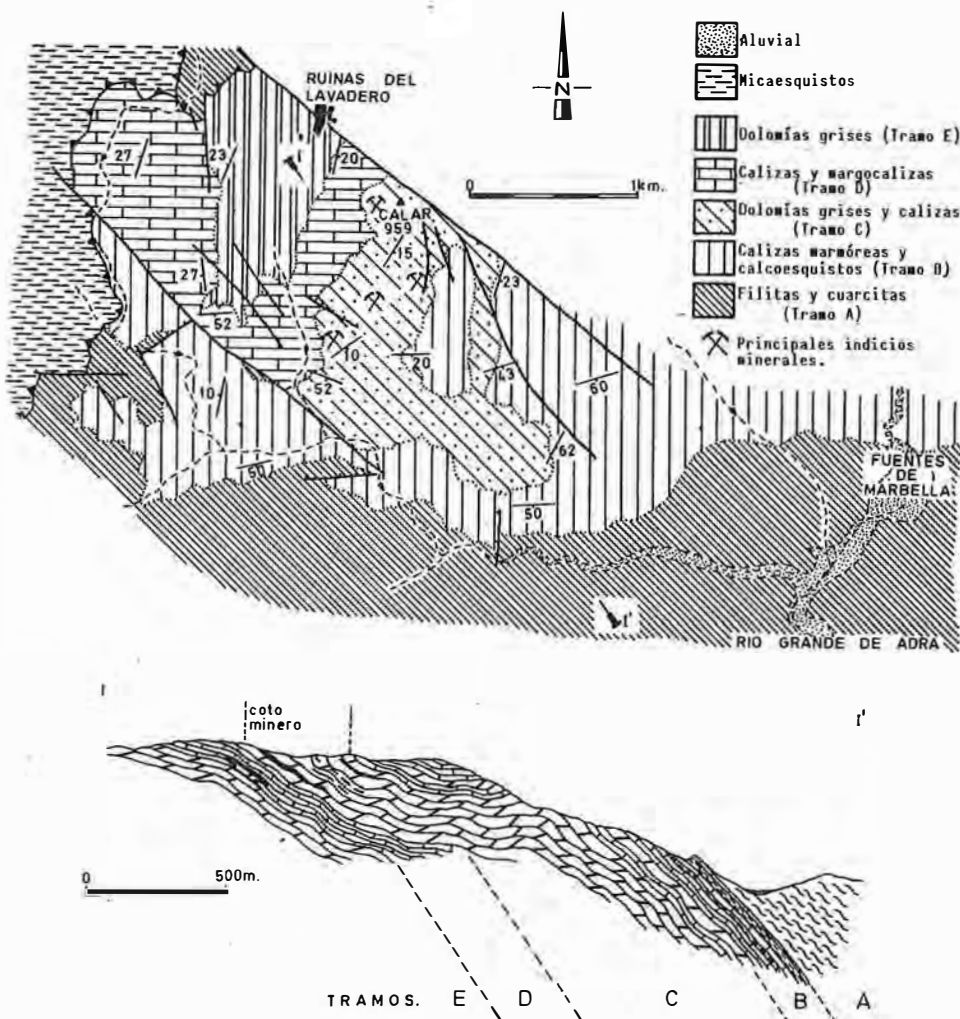 RUINAS DEL
LAVADERO
N
Aluvial
Micaesquistos
Dolomías grises (Tramo E)
Calizas y margocalizas
(Tramo D)
Dolomías grises y calizas
(Tramo C)
Calizas marmóreas y
calcoesquistos (Tramo B)
Filitas y cuarcitas
(Tramo A)
Principales indicios
minerales.
0 1km.
27
23
I
20
CALAR
959
15
27
52
23
10
20
43
60
10
52
62
50
50
FUENTES
DE
MARBELLA
I'
RIO GRANDE DE ADRA
I
I'
coto
minero
0 500m.
TRAMOS. E D C B A